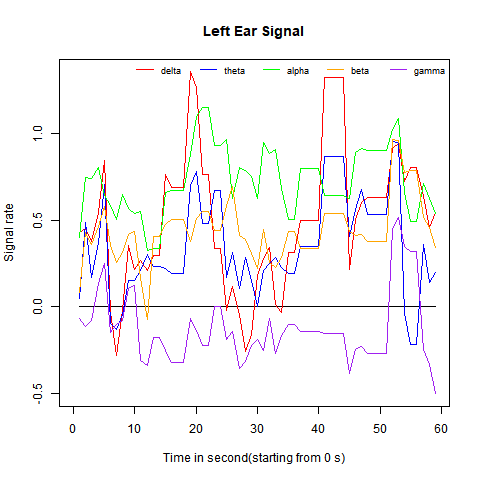 Left Ear Signal
delta theta alpha beta gamma
Signal rate
1.0
0.5
0.0
-0.5
0 10 20 30 40 50 60
Time in second(starting from 0 s)